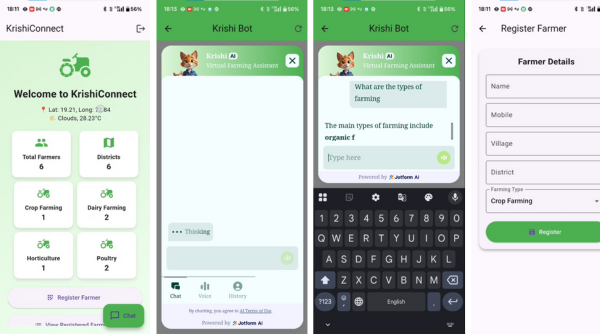 18:11
56%
KrishiConnect
Welcome to KrishiConnect
Lat: 19.21, Long: 72.84
Clouds, 28.23°C
Total Farmers
6
Districts
6
Crop Farming
1
Dairy Farming
2
Horticulture
1
Poultry
2
Register Farmer
View Registered Farm
Chat
18:13
56%
Krishi Bot
Krishi AI
Virtual Farming Assistant
Thinking
Chat
Voice
History
By chatting, you agree to AI Terms of Use.
Powered by Jotform Ai
18:13
56%
Krishi Bot
Krishi AI
Virtual Farming Assistant
What are the types of
farming
The main types of farming include
organic f
Type here
Powered by Jotform Ai
1 2 3 4 5 6 7 8 9 0
Q W E R T Y U I O P
A S D F G H J K L
Z X C V B N M
?123
,
English
.
18:11
56%
Register Farmer
Farmer Details
Name
Mobile
Village
District
Farming Type
Crop Farming
Register